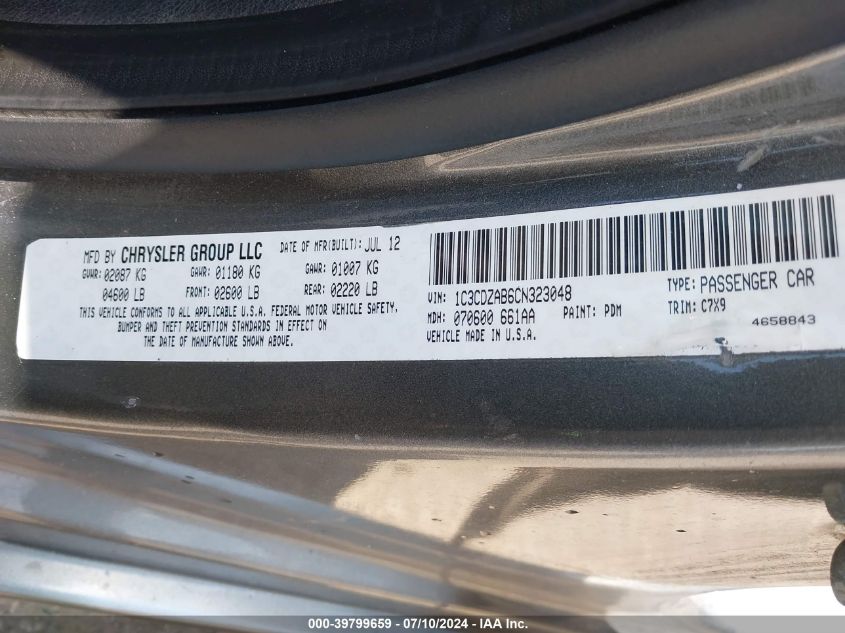 MFD BY CHRYSLER GROUP LLC DATE OF MFR(BUILT): JUL 12
GVWR: 02087 KG GAWR: 01180 KG GAWR: 01007 KG
04600 LB FRONT: 02600 LB REAR: 02220 LB
THIS VEHICLE CONFORMS TO ALL APPLICABLE U.S.A. FEDERAL MOTOR VEHICLE SAFETY,
BUMPER AND THEFT PREVENTION STANDARDS IN EFFECT ON
THE DATE OF MANUFACTURE SHOWN ABOVE.
VIN: 1C3CDZAB6CN323048 TYPE: PASSENGER CAR
MDH: 070600 661AA PAINT: PDM TRIM: C7X9
VEHICLE MADE IN U.S.A. 4658843
000-39799659 - 07/10/2024 - IAA Inc.